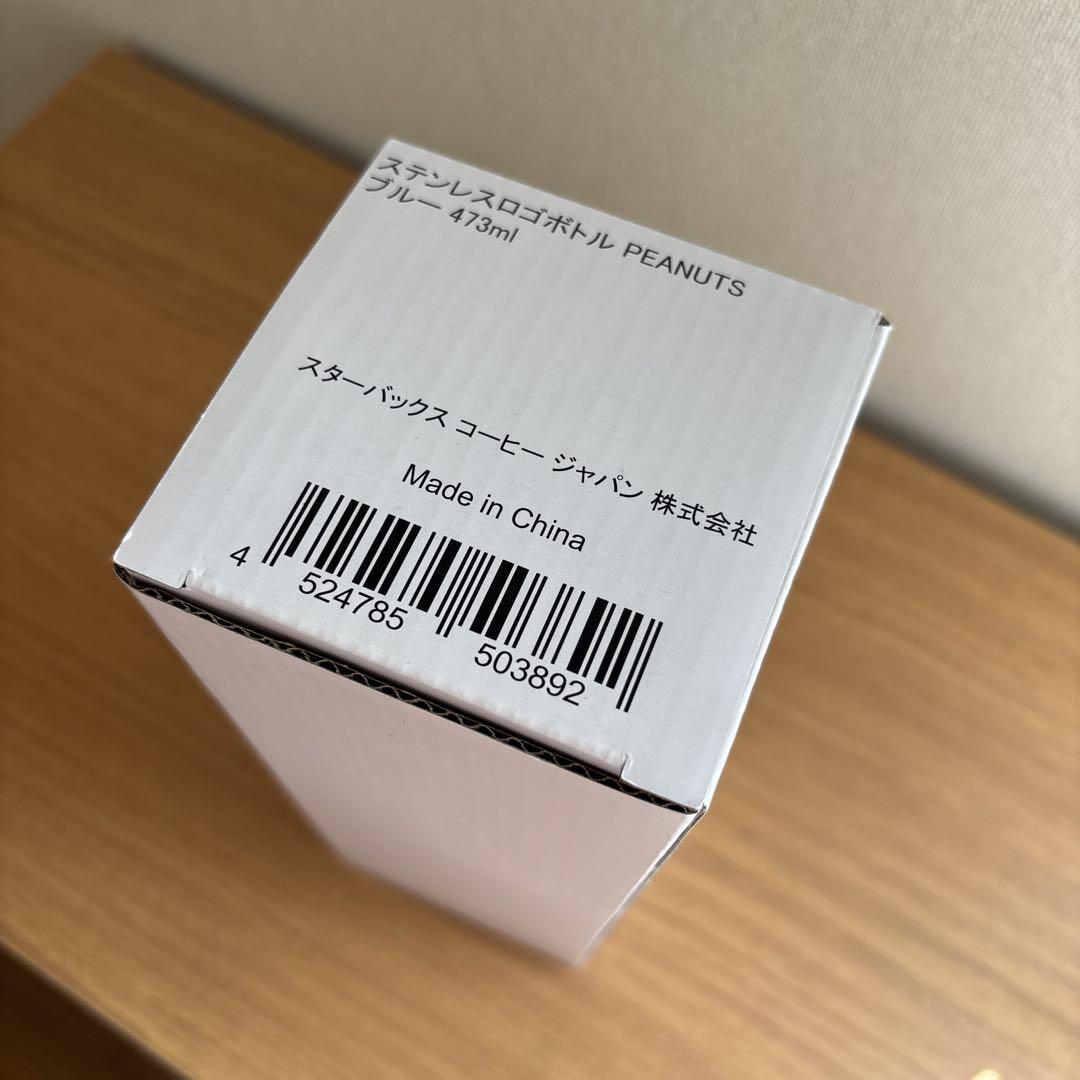 ステンレスロゴボトル PEANUTS
ブルー 473ml
スターバックス コーヒー ジャパン 株式会社
Made in China
4 524785 503892